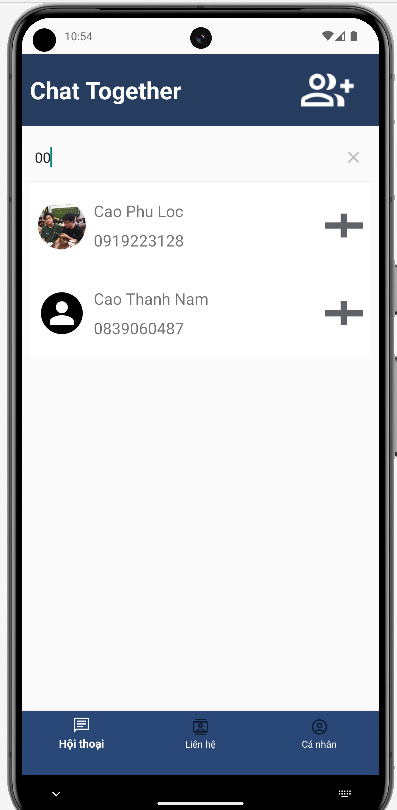 10:54
Chat Together
00
Cao Phu Loc
0919223128
Cao Thanh Nam
0839060487
Hội thoại
Liên hệ
Cá nhân